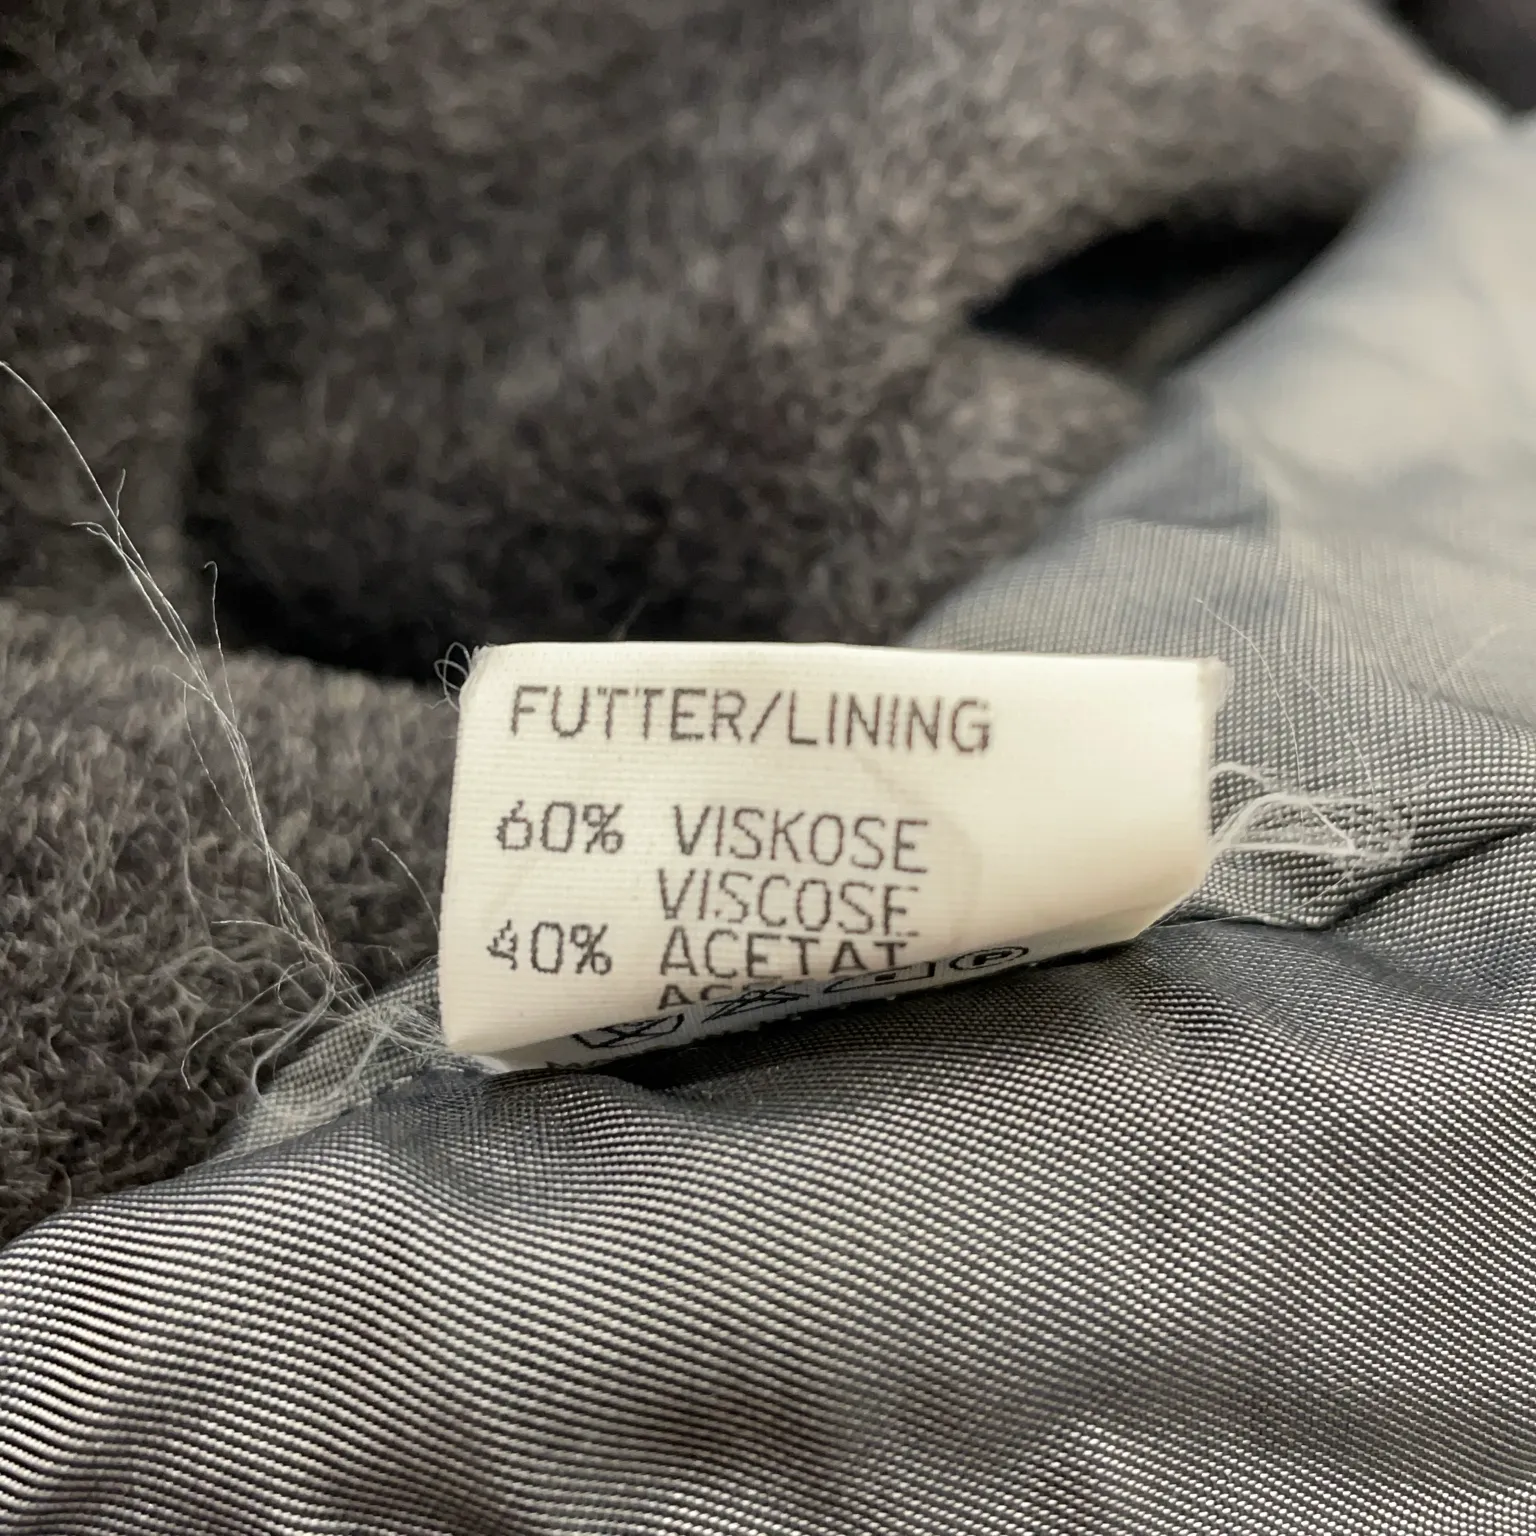 FUTTER/LINING
60% VISKOSE
VISCOSE
40% ACETAT